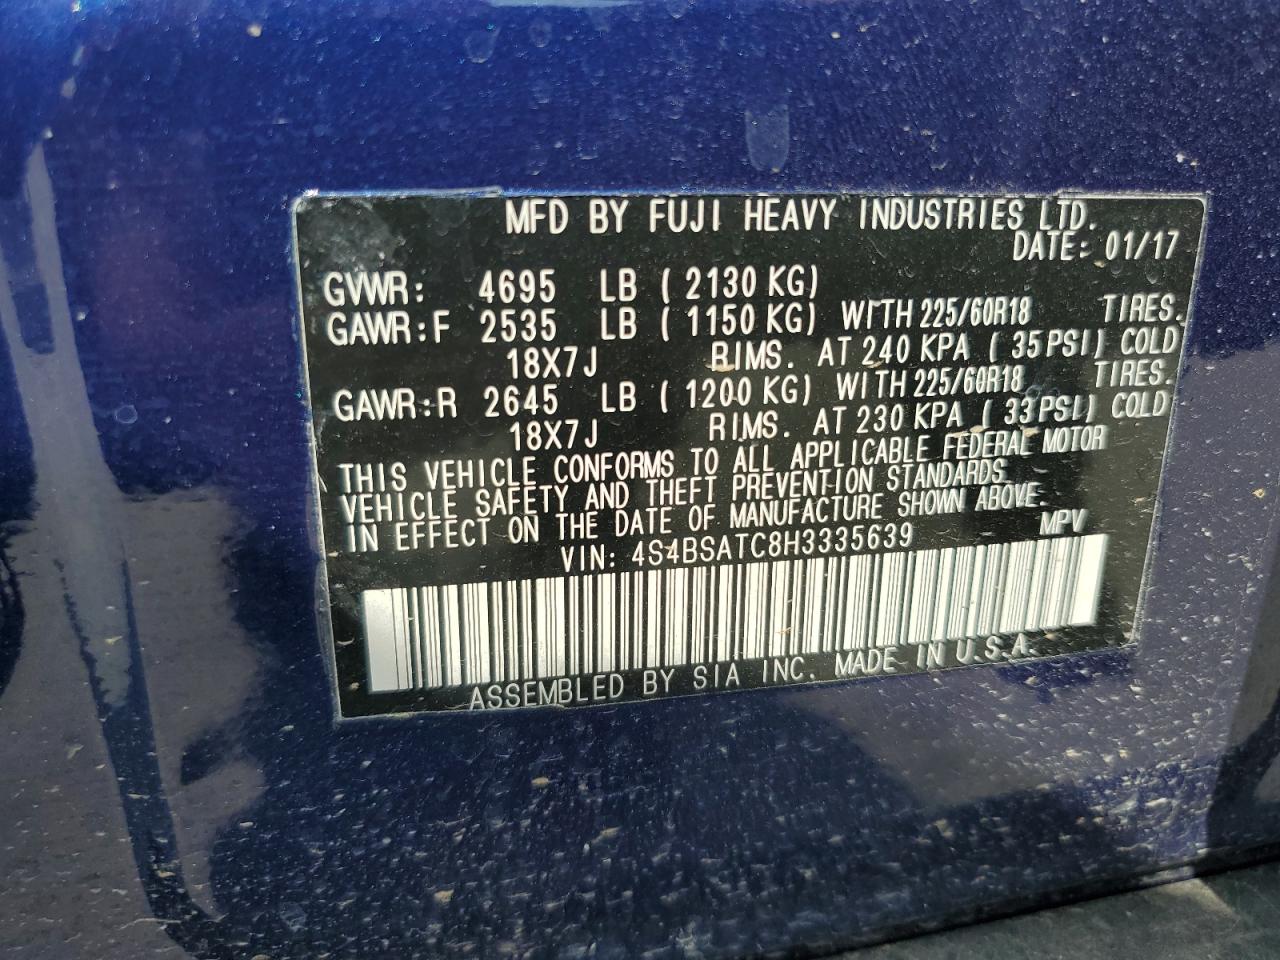 MFD BY FUJI HEAVY INDUSTRIES LTD.
DATE: 01/17
GVWR: 4695 LB ( 2130 KG)
GAWR:F 2535 LB ( 1150 KG) WITH 225/60R18 TIRES.
18X7J RIMS. AT 240 KPA ( 35PSI) COLD
GAWR:R 2645 LB ( 1200 KG) WITH 225/60R18 TIRES.
18X7J RIMS. AT 230 KPA ( 33PSI) COLD
THIS VEHICLE CONFORMS TO ALL APPLICABLE FEDERAL MOTOR
VEHICLE SAFETY AND THEFT PREVENTION STANDARDS
IN EFFECT ON THE DATE OF MANUFACTURE SHOWN ABOVE.
VIN: 4S4BSATC8H3335639 MPV
ASSEMBLED BY SIA INC. MADE IN U.S.A.